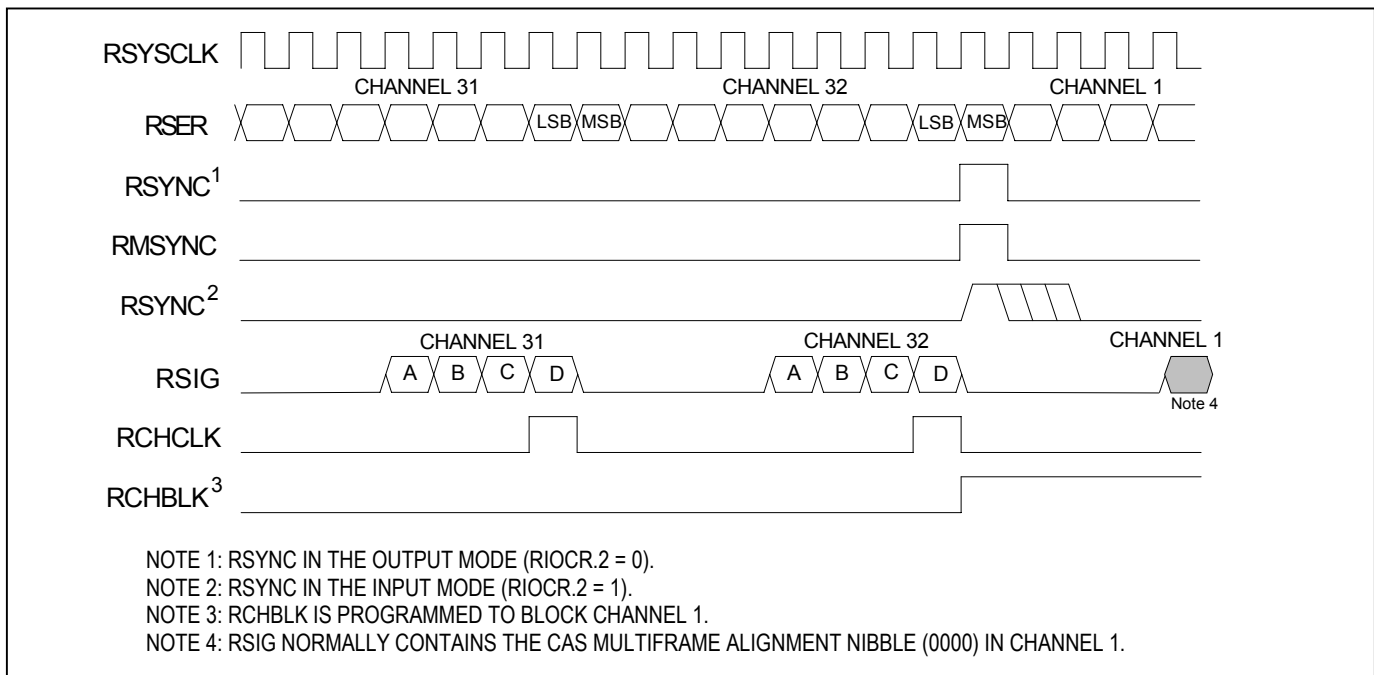 RSYSCLK
CHANNEL 31 CHANNEL 32 CHANNEL 1
RSER LSB MSB LSB MSB
RSYNC1
RMSYNC
RSYNC2
CHANNEL 31 CHANNEL 32 CHANNEL 1
RSIG A B C D A B C D
Note 4
RCHCLK
RCHBLK3
NOTE 1: RSYNC IN THE OUTPUT MODE (RIOCR.2 = 0).
NOTE 2: RSYNC IN THE INPUT MODE (RIOCR.2 = 1).
NOTE 3: RCHBLK IS PROGRAMMED TO BLOCK CHANNEL 1.
NOTE 4: RSIG NORMALLY CONTAINS THE CAS MULTIFRAME ALIGNMENT NIBBLE (0000) IN CHANNEL 1.